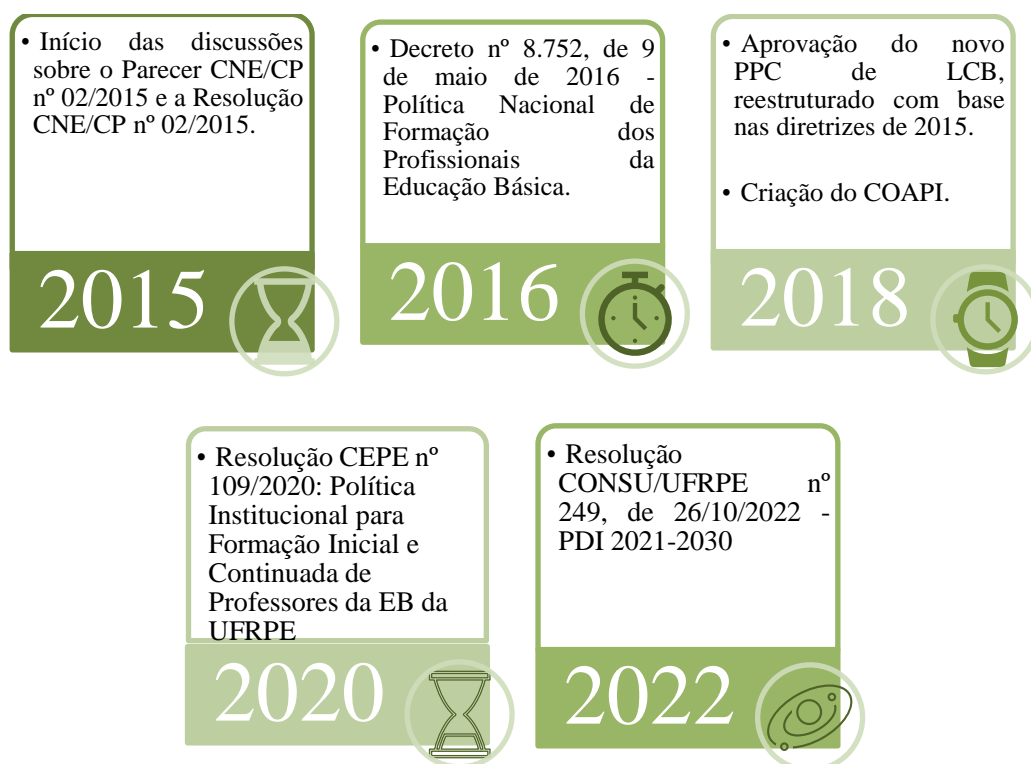 • Início das discussões
sobre o Parecer CNE/CP
nº 02/2015 e a Resolução
CNE/CP nº 02/2015.
2015
• Decreto nº 8.752, de 9
de maio de 2016 -
Política Nacional de
Formação dos
Profissionais da
Educação Básica.
2016
• Aprovação do novo
PPC de LCB,
reestruturado com base
nas diretrizes de 2015.
• Criação do COAPI.
2018
• Resolução CEPE nº
109/2020: Política
Institucional para
Formação Inicial e
Continuada de
Professores da EB da
UFRPE
2020
• Resolução
CONSU/UFRPE nº
249, de 26/10/2022 -
PDI 2021-2030
2022